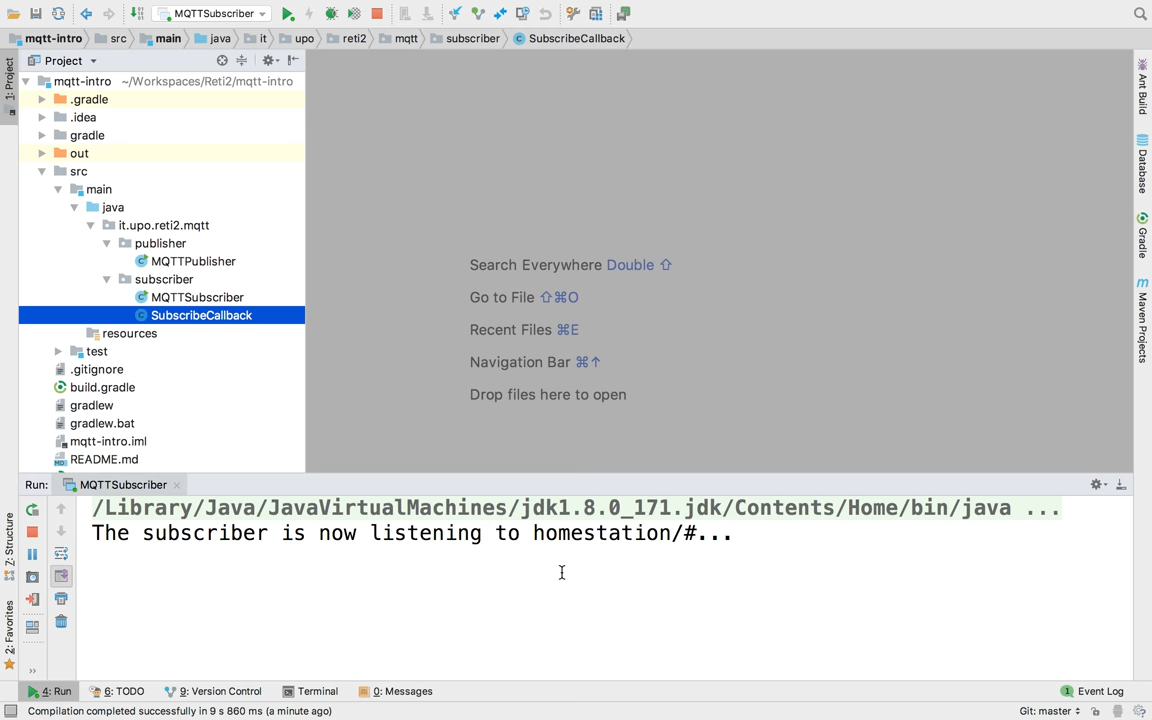 MQTTSubscriber
mqtt-intro src main java it upo reti2 mqtt subscriber SubscribeCallback
1: Project
Project
mqtt-intro ~/Workspaces/Reti2/mqtt-intro
.gradle
.idea
gradle
out
src
main
java
it.upo.reti2.mqtt
publisher
MQTTPublisher
subscriber
MQTTSubscriber
SubscribeCallback
resources
test
.gitignore
build.gradle
gradlew
gradlew.bat
mqtt-intro.iml
README.md
Search Everywhere Double ⇧
Go to File ⇧⌘O
Recent Files ⌘E
Navigation Bar ⌘↑
Drop files here to open
Ant Build
Database
Gradle
Maven Projects
Run: MQTTSubscriber
/Library/Java/JavaVirtualMachines/jdk1.8.0_171.jdk/Contents/Home/bin/java ...
The subscriber is now listening to homestation/#...
Z: Structure
2: Favorites
4: Run 6: TODO 9: Version Control Terminal 0: Messages 1 Event Log
Compilation completed successfully in 9 s 860 ms (a minute ago) Git: master